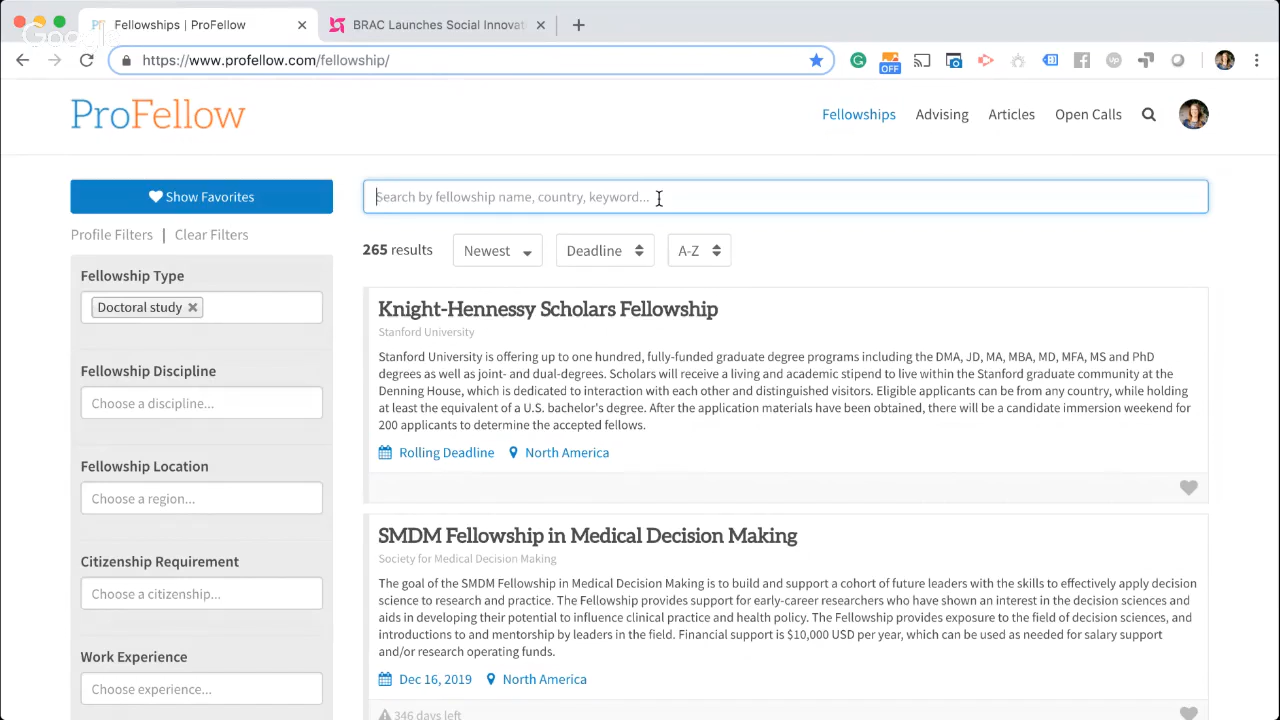 Fellowships | ProFellow
BRAC Launches Social Innovat
https://www.profellow.com/fellowship/
OFF
ProFellow
Fellowships
Advising
Articles
Open Calls
Show Favorites
Search by fellowship name, country, keyword...
Profile Filters | Clear Filters
265 results
Newest
Deadline
A-Z
Fellowship Type
Doctoral study
Fellowship Discipline
Choose a discipline...
Fellowship Location
Choose a region...
Citizenship Requirement
Choose a citizenship...
Work Experience
Choose experience...
Knight-Hennessy Scholars Fellowship
Stanford University
Stanford University is offering up to one hundred, fully-funded graduate degree programs including the DMA, JD, MA, MBA, MD, MFA, MS and PhD
degrees as well as joint- and dual-degrees. Scholars will receive a living and academic stipend to live within the Stanford graduate community at the
Denning House, which is dedicated to interaction with each other and distinguished visitors. Eligible applicants can be from any country, while holding
at least the equivalent of a U.S. bachelor's degree. After the application materials have been obtained, there will be a candidate immersion weekend for
200 applicants to determine the accepted fellows.
Rolling Deadline
North America
SMDM Fellowship in Medical Decision Making
Society for Medical Decision Making
The goal of the SMDM Fellowship in Medical Decision Making is to build and support a cohort of future leaders with the skills to effectively apply decision
science to research and practice. The Fellowship provides support for early-career researchers who have shown an interest in the decision sciences and
aids in developing their potential to influence clinical practice and health policy. The Fellowship provides exposure to the field of decision sciences, and
introductions to and mentorship by leaders in the field. Financial support is $10,000 USD per year, which can be used as needed for salary support
and/or research operating funds.
Dec 16, 2019
North America
346 days left